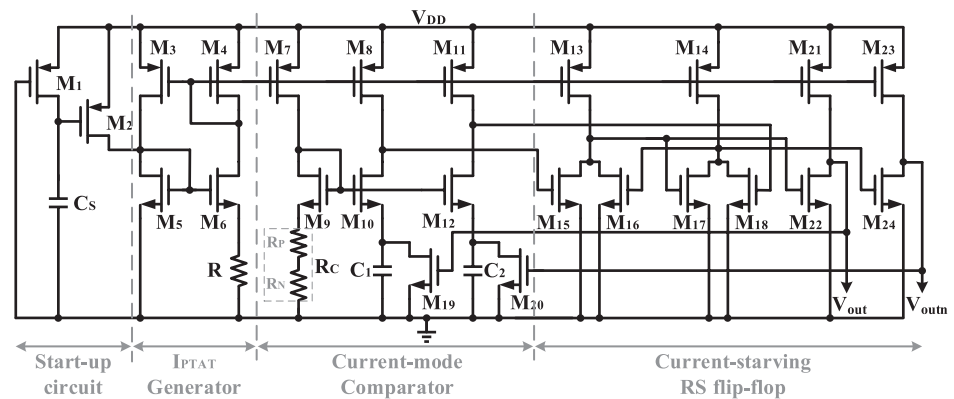 VDD
M3 M4 M7 M8 M11 M13 M14 M21 M23
M1
M2
CS
M5 M6 M9 M10 M12 M15 M16 M17 M18 M22 M24
RP
R RC C1 C2
RN
M19 M20
Vout Voutn
Start-up circuit
IPTAT Generator
Current-mode Comparator
Current-starving RS flip-flop